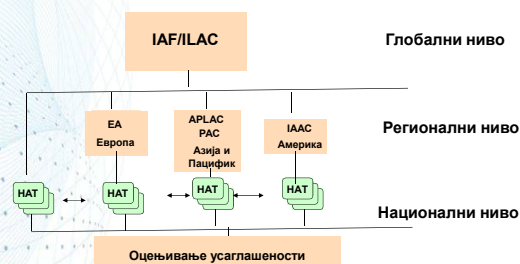 IAF/ILAC
Глобални ниво
EA
Европа
APLAC
PAC
Азија и
Пацифик
IAAC
Америка
Регионални ниво
НАТ
НАТ
НАТ
НАТ
Национални ниво
Оцењивање усаглашености